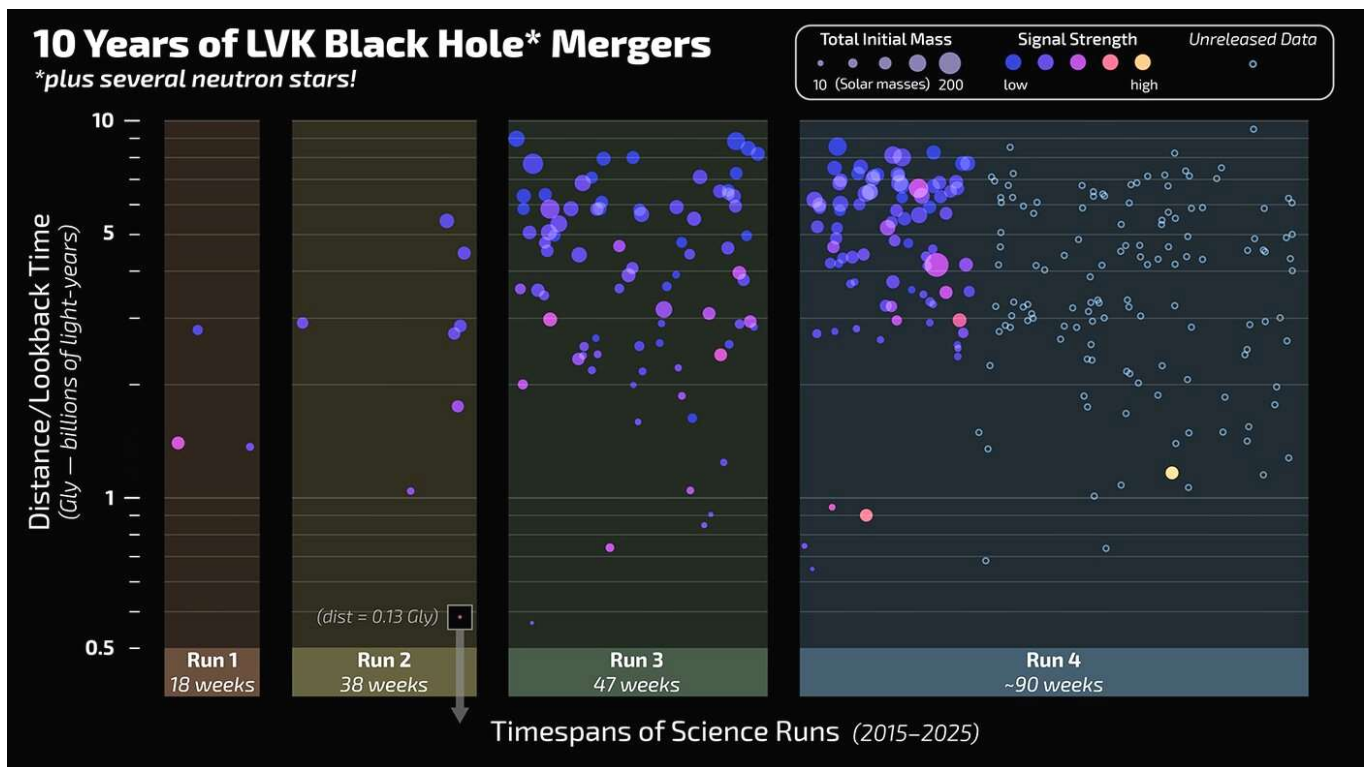 10 Years of LVK Black Hole* Mergers
*plus several neutron stars!
Total Initial Mass
10 (Solar masses) 200
Signal Strength
low high
Unreleased Data
Distance/Lookback Time
(Gly — billions of light-years)
10
5
1
0.5
(dist = 0.13 Gly)
Run 1
18 weeks
Run 2
38 weeks
Run 3
47 weeks
Run 4
~90 weeks
Timespans of Science Runs (2015–2025)